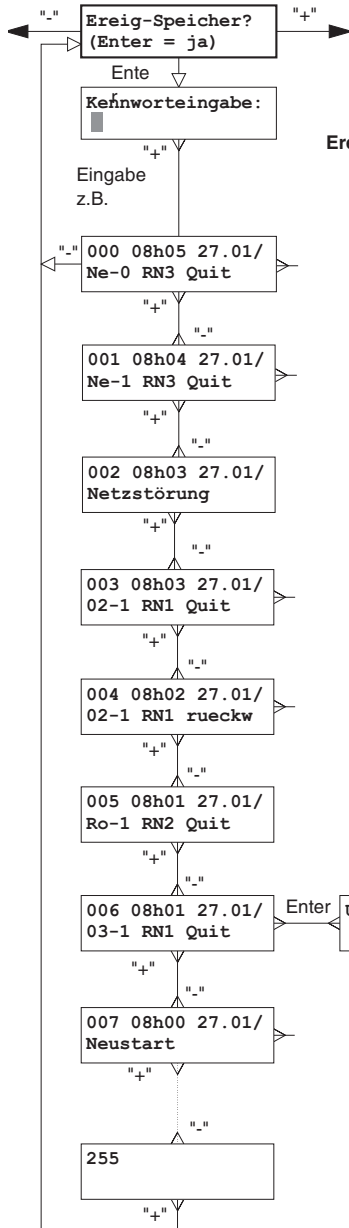 "-"
Ereig-Speicher?
(Enter = ja)
"+"
Ente
r
Kennworteingabe:
"+"
Ere
Eingabe
z.B.
"-"
000 08h05 27.01/
Ne-0 RN3 Quit
"+"
"-"
001 08h04 27.01/
Ne-1 RN3 Quit
"+"
"-"
002 08h03 27.01/
Netzstörung
"+"
"-"
003 08h03 27.01/
02-1 RN1 Quit
"+"
"-"
004 08h02 27.01/
02-1 RN1 rueckw
"+"
"-"
005 08h01 27.01/
Ro-1 RN2 Quit
"+"
"-"
006 08h01 27.01/
03-1 RN1 Quit
Enter
"+"
"-"
007 08h00 27.01/
Neustart
"+"
"-"
255
"+"